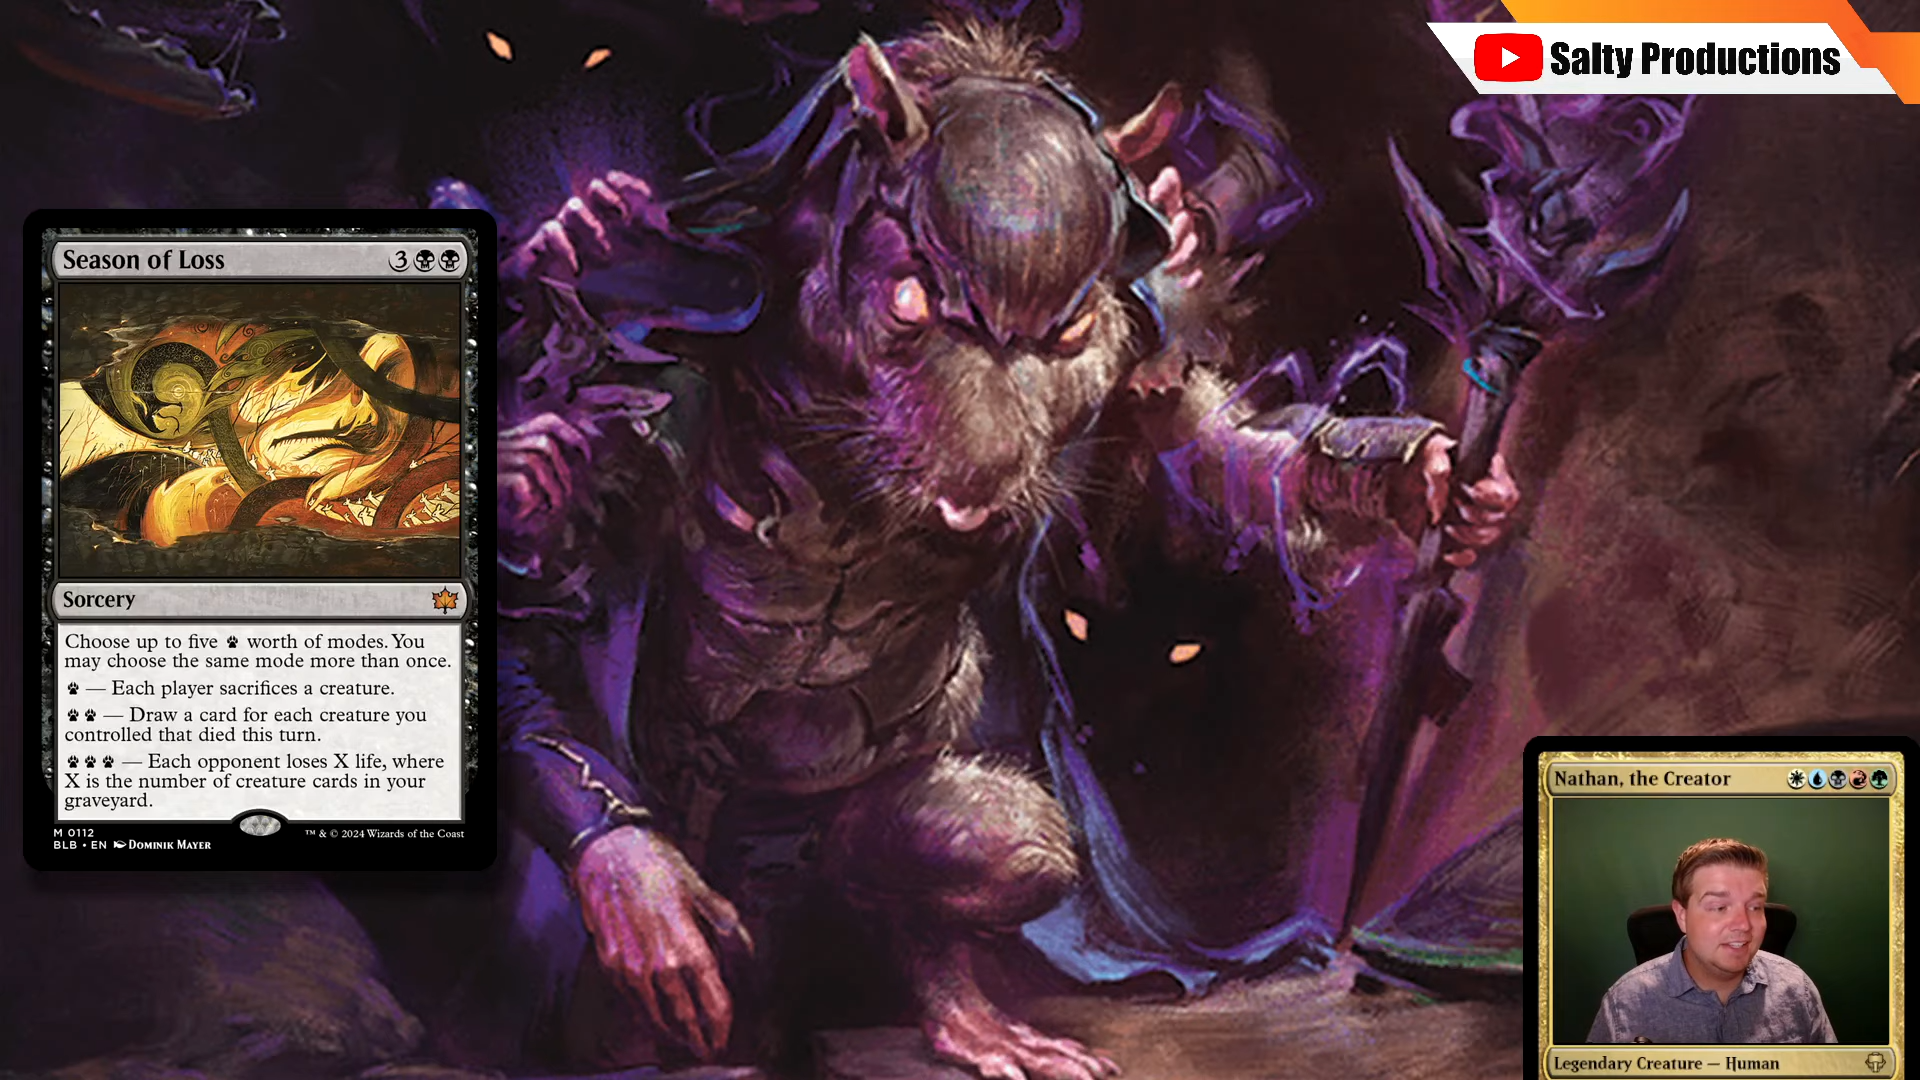 Salty Productions
Season of Loss 3
Sorcery
Choose up to five worth of modes. You
may choose the same mode more than once.
— Each player sacrifices a creature.
— Draw a card for each creature you
controlled that died this turn.
— Each opponent loses X life, where
X is the number of creature cards in your
graveyard.
M 0112
BLB • EN DOMINIK MAYER
™ & © 2024 Wizards of the Coast
Nathan, the Creator
Legendary Creature — Human